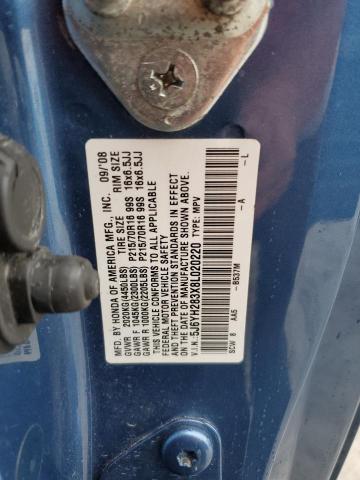 MFD. BY HONDA OF AMERICA MFG., INC. 09/'08
TIRE SIZE RIM SIZE
GVWR 2020KG(4450LBS)
GAWR F 1045KG(2300LBS) P215/70R16 99S 16x6.5JJ
GAWR R 1000KG(2205LBS) P215/70R16 99S 16x6.5JJ
THIS VEHICLE CONFORMS TO ALL APPLICABLE
FEDERAL MOTOR VEHICLE SAFETY
AND THEFT PREVENTION STANDARDS IN EFFECT
ON THE DATE OF MANUFACTURE SHOWN ABOVE.
V.I.N.: 5J6YH283X8L020220 TYPE: MPV
SCW 8 AA5 -BS37M -A -L